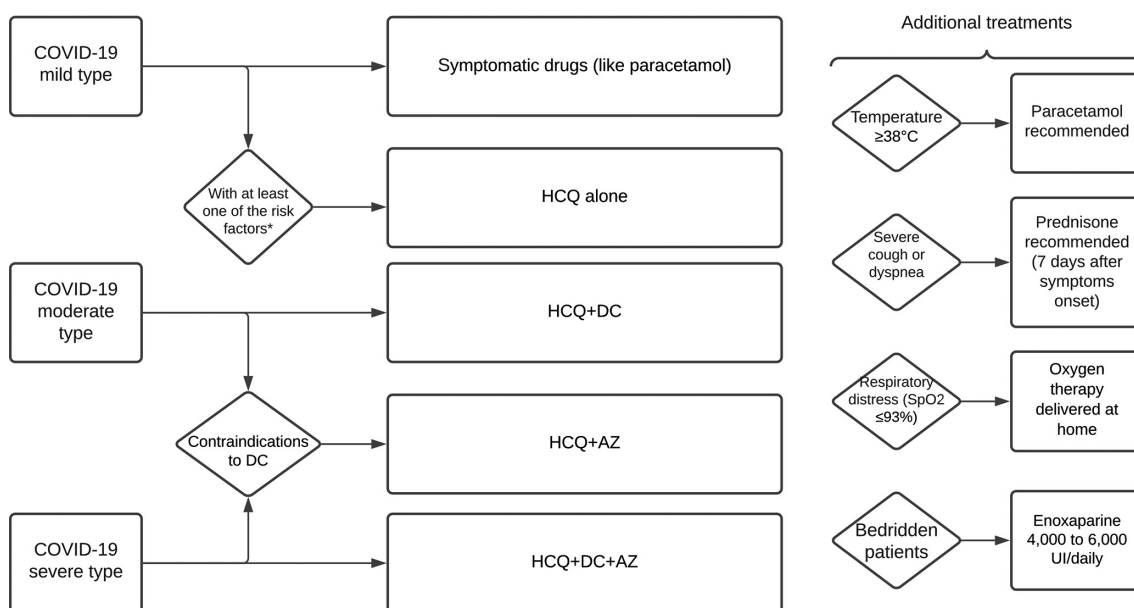 COVID-19
mild type
Symptomatic drugs (like paracetamol)
With at least
one of the risk
factors*
HCQ alone
COVID-19
moderate
type
HCQ+DC
Contraindications
to DC
HCQ+AZ
COVID-19
severe type
HCQ+DC+AZ
Additional treatments
Temperature
≥38°C
Paracetamol
recommended
Severe
cough or
dyspnea
Prednisone
recommended
(7 days after
symptoms
onset)
Respiratory
distress (SpO2
≤93%)
Oxygen
therapy
delivered at
home
Bedridden
patients
Enoxaparine
4,000 to 6,000
UI/daily